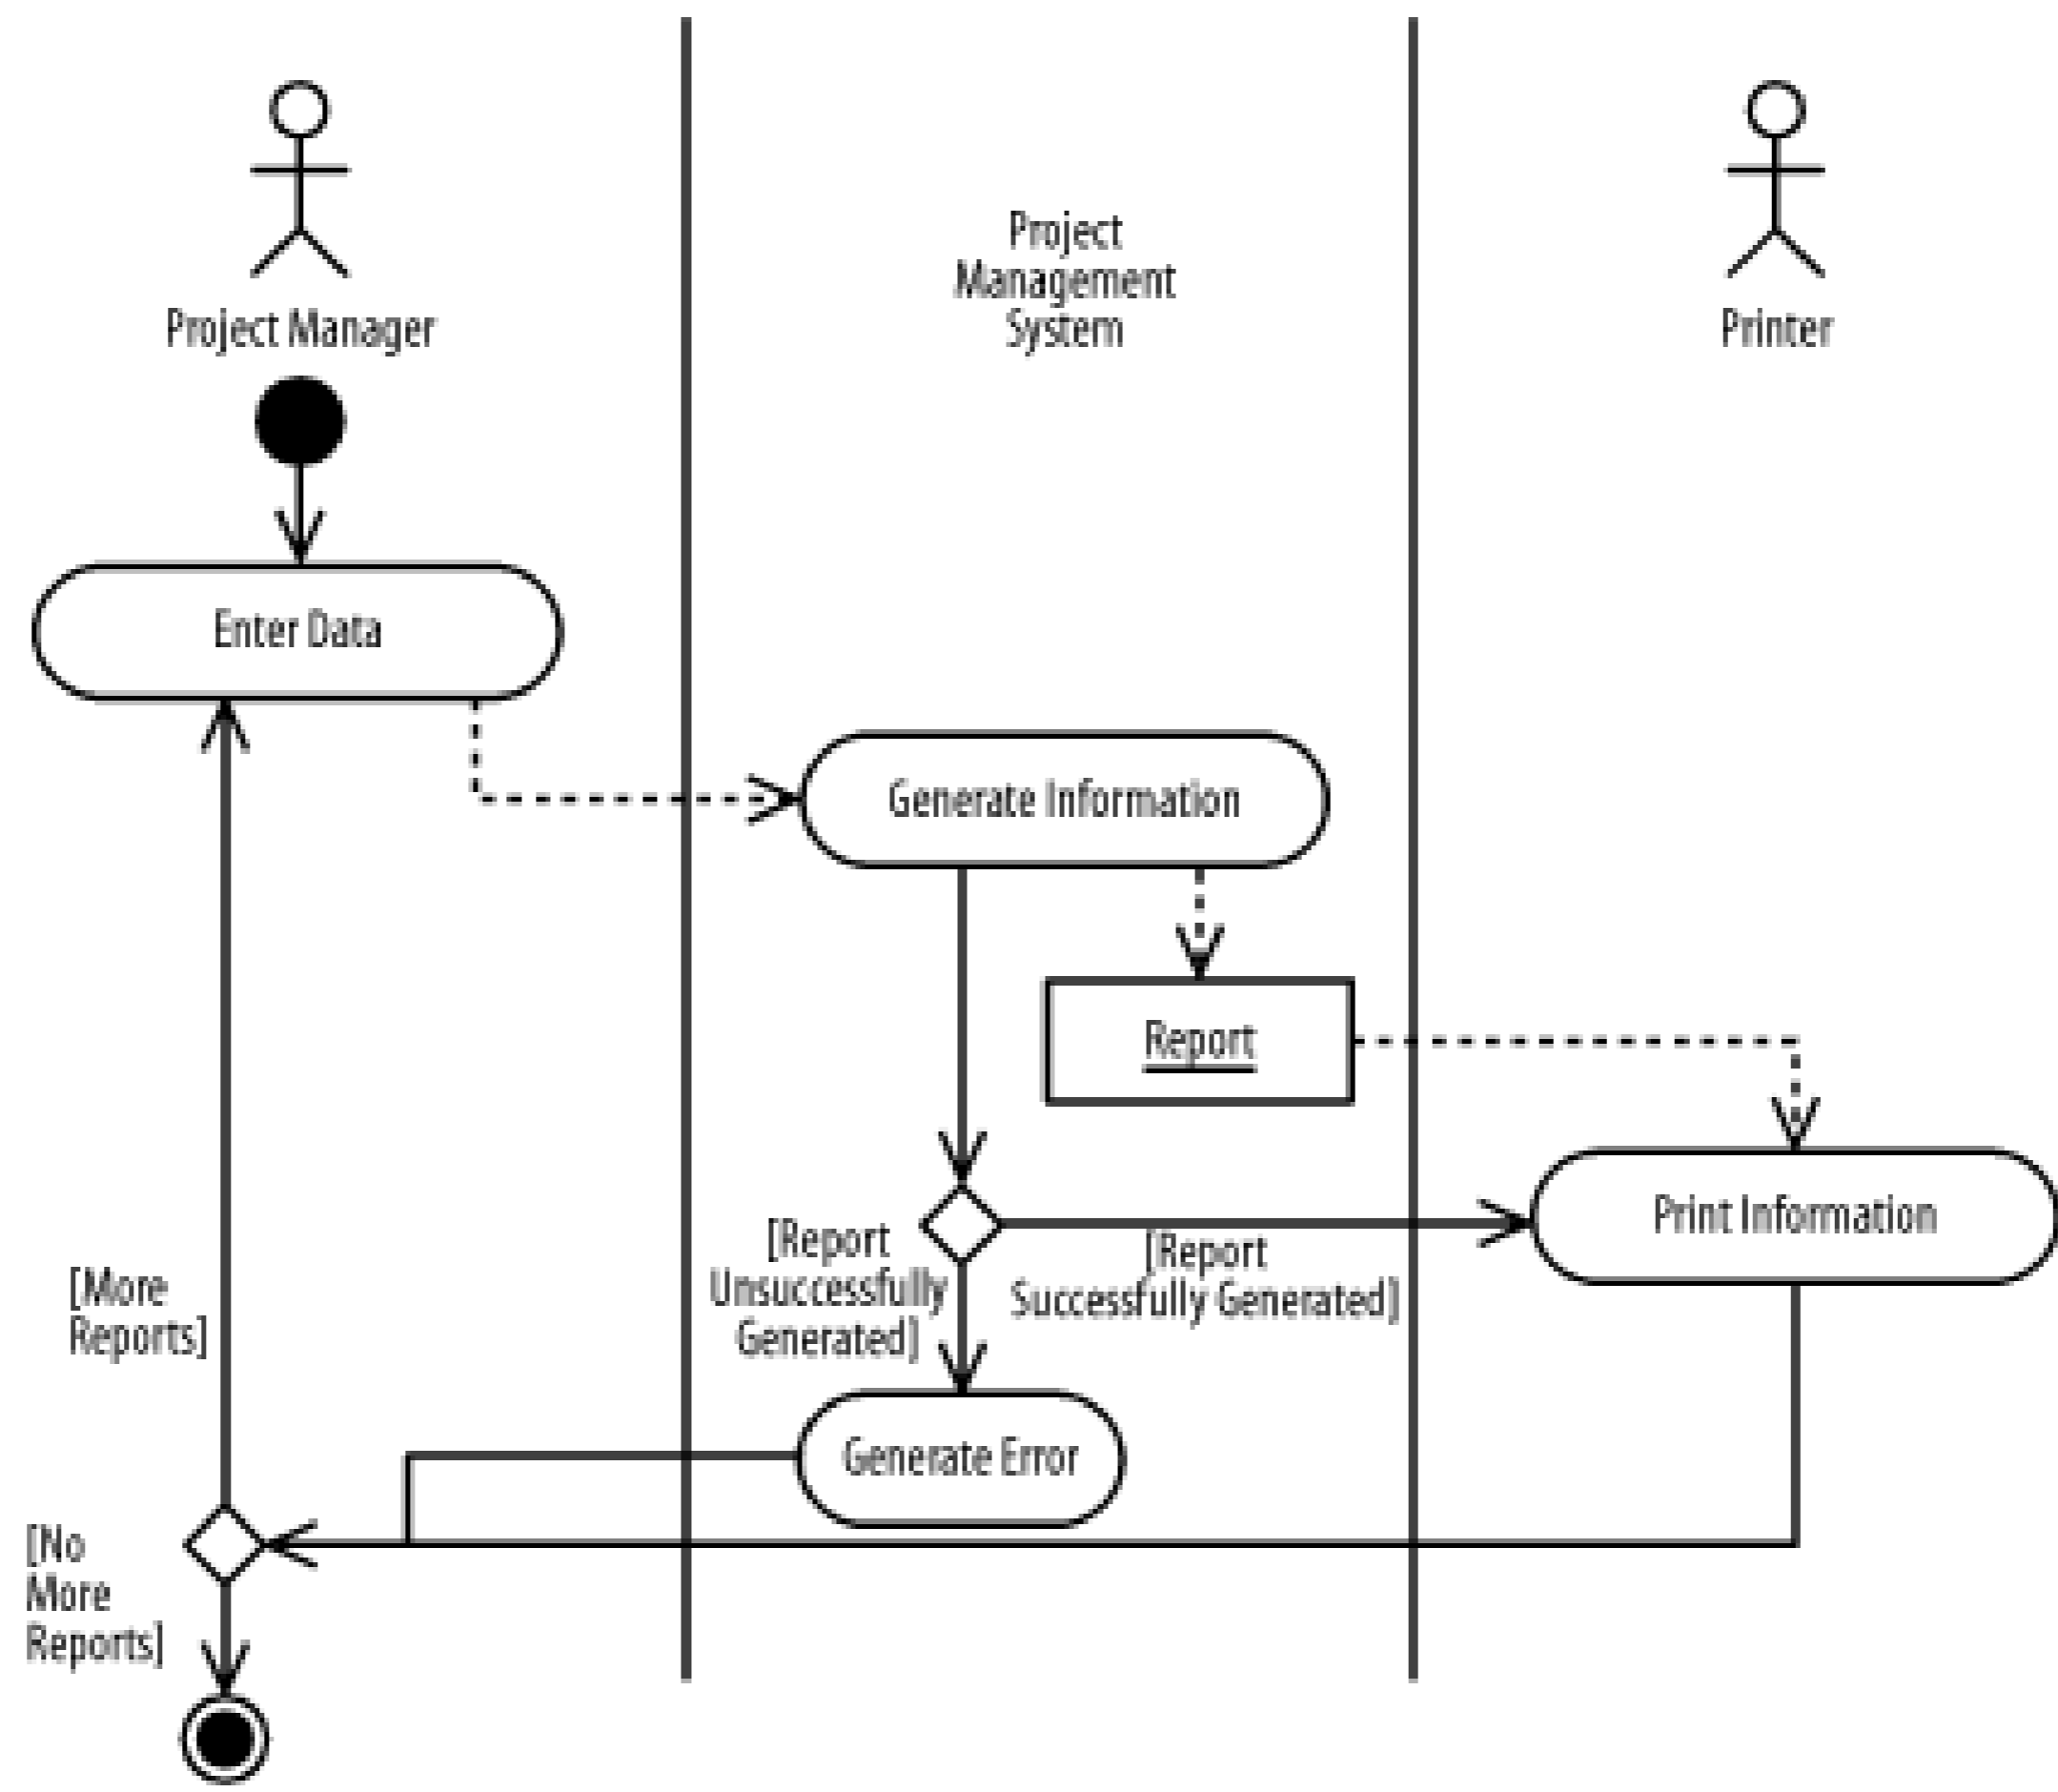 Project
Management
System
Project Manager
Printer
Enter Data
Generate Information
Report
Print Information
[Report
Unsuccessfully
Generated]
[Report
Successfully Generated]
[More
Reports]
Generate Error
[No
More
Reports]